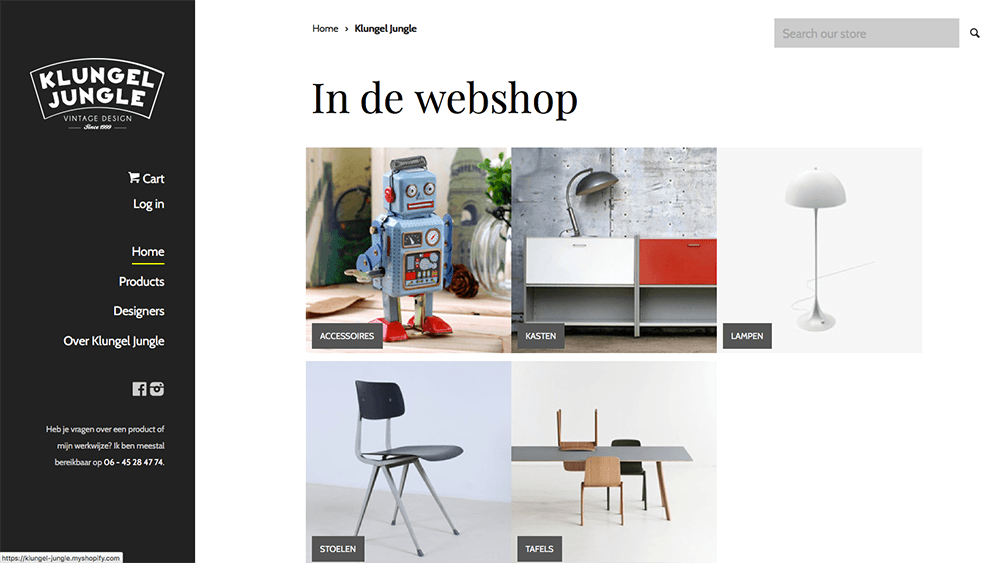 KLUNGEL
JUNGLE
VINTAGE DESIGN
Since 1999
Cart
Log in
Home
Products
Designers
Over Klungel Jungle
Heb je vragen over een product of
mijn werkwijze? Ik ben meestal
bereikbaar op 06 - 45 28 47 74.
https://klungel-jungle.myshopify.com
Home › Klungel Jungle
Search our store
In de webshop
ACCESSOIRES
KASTEN
LAMPEN
STOELEN
TAFELS